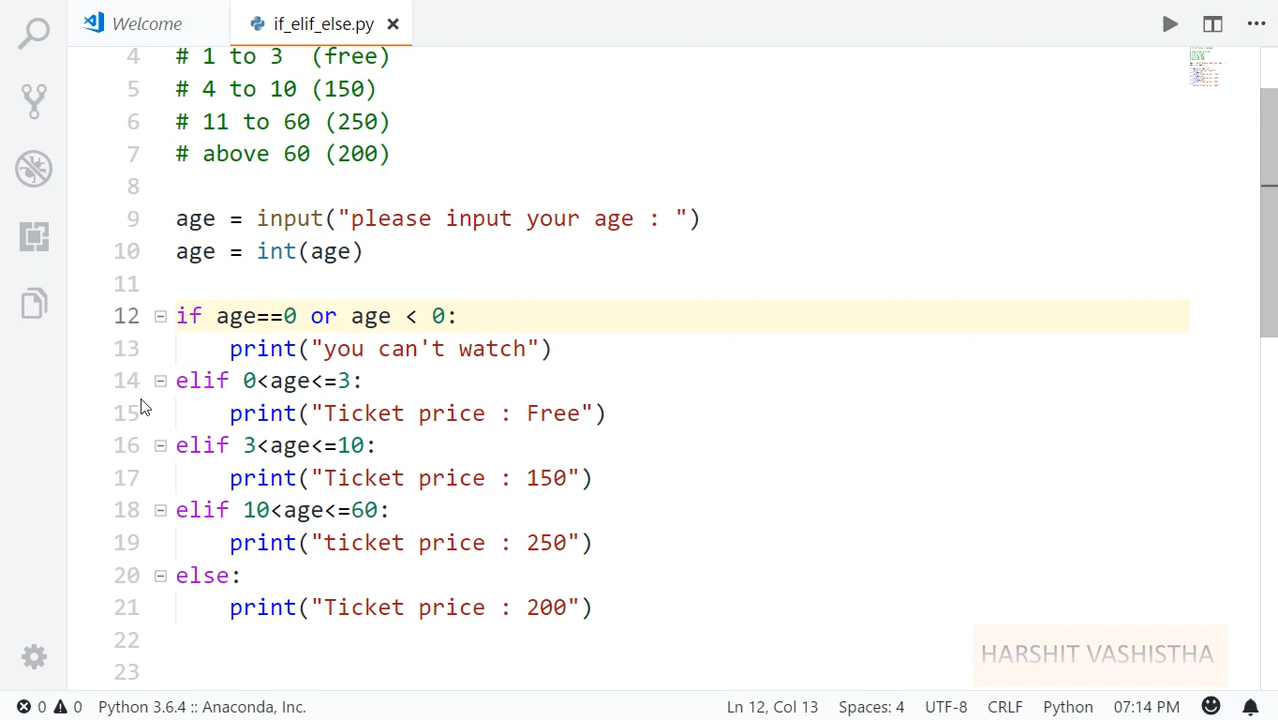 Welcome
if_elif_else.py
4 # 1 to 3  (free)
5 # 4 to 10 (150)
6 # 11 to 60 (250)
7 # above 60 (200)
8
9 age = input("please input your age : ")
10 age = int(age)
11
12 if age==0 or age < 0:
13     print("you can't watch")
14 elif 0<age<=3:
15     print("Ticket price : Free")
16 elif 3<age<=10:
17     print("Ticket price : 150")
18 elif 10<age<=60:
19     print("ticket price : 250")
20 else:
21     print("Ticket price : 200")
22
23
HARSHIT VASHISTHA
0 0 Python 3.6.4 :: Anaconda, Inc. Ln 12, Col 13 Spaces: 4 UTF-8 CRLF Python 07:14 PM